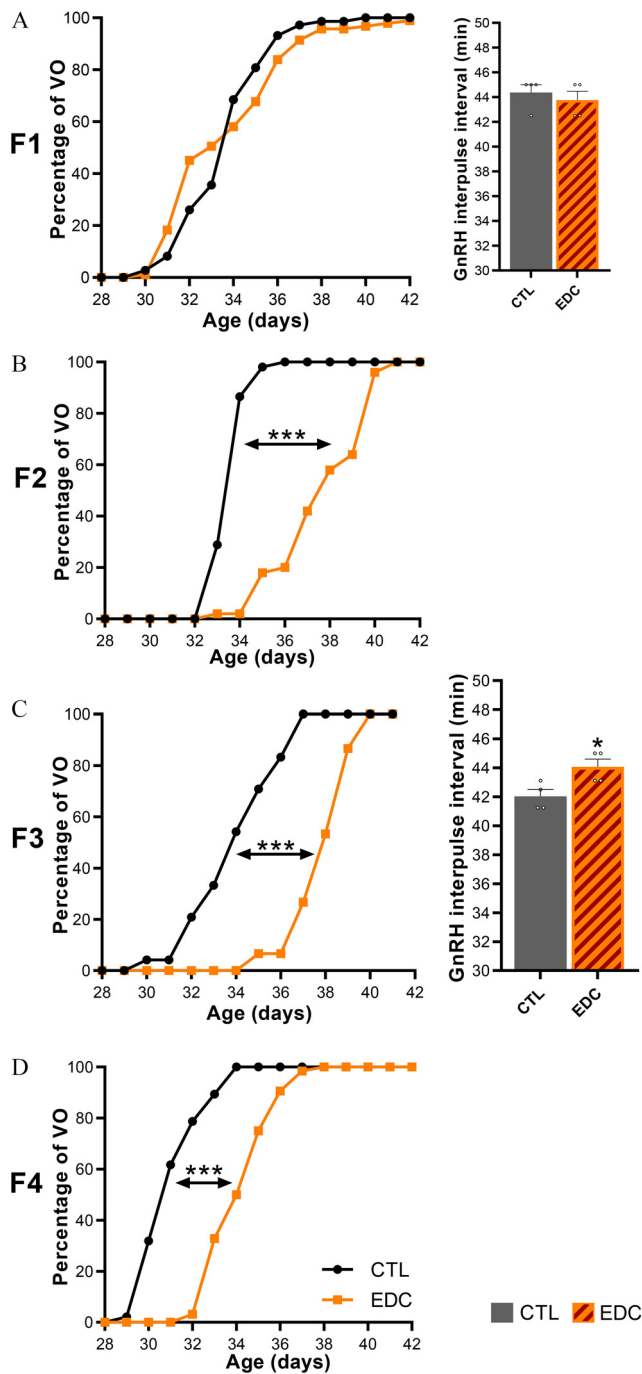 A
F1
Percentage of VO
100
80
60
40
20
0
28 30 32 34 36 38 40 42
Age (days)
GnRH interpulse interval (min)
50
48
46
44
42
40
38
36
34
32
30
CTL
EDC
B
F2
Percentage of VO
100
80
60
40
20
0
***
28 30 32 34 36 38 40 42
Age (days)
C
F3
Percentage of VO
100
80
60
40
20
0
***
28 30 32 34 36 38 40 42
Age (days)
GnRH interpulse interval (min)
50
48
46
44
42
40
38
36
34
32
30
*
CTL
EDC
D
F4
Percentage of VO
100
80
60
40
20
0
***
CTL
EDC
28 30 32 34 36 38 40 42
Age (days)
CTL EDC